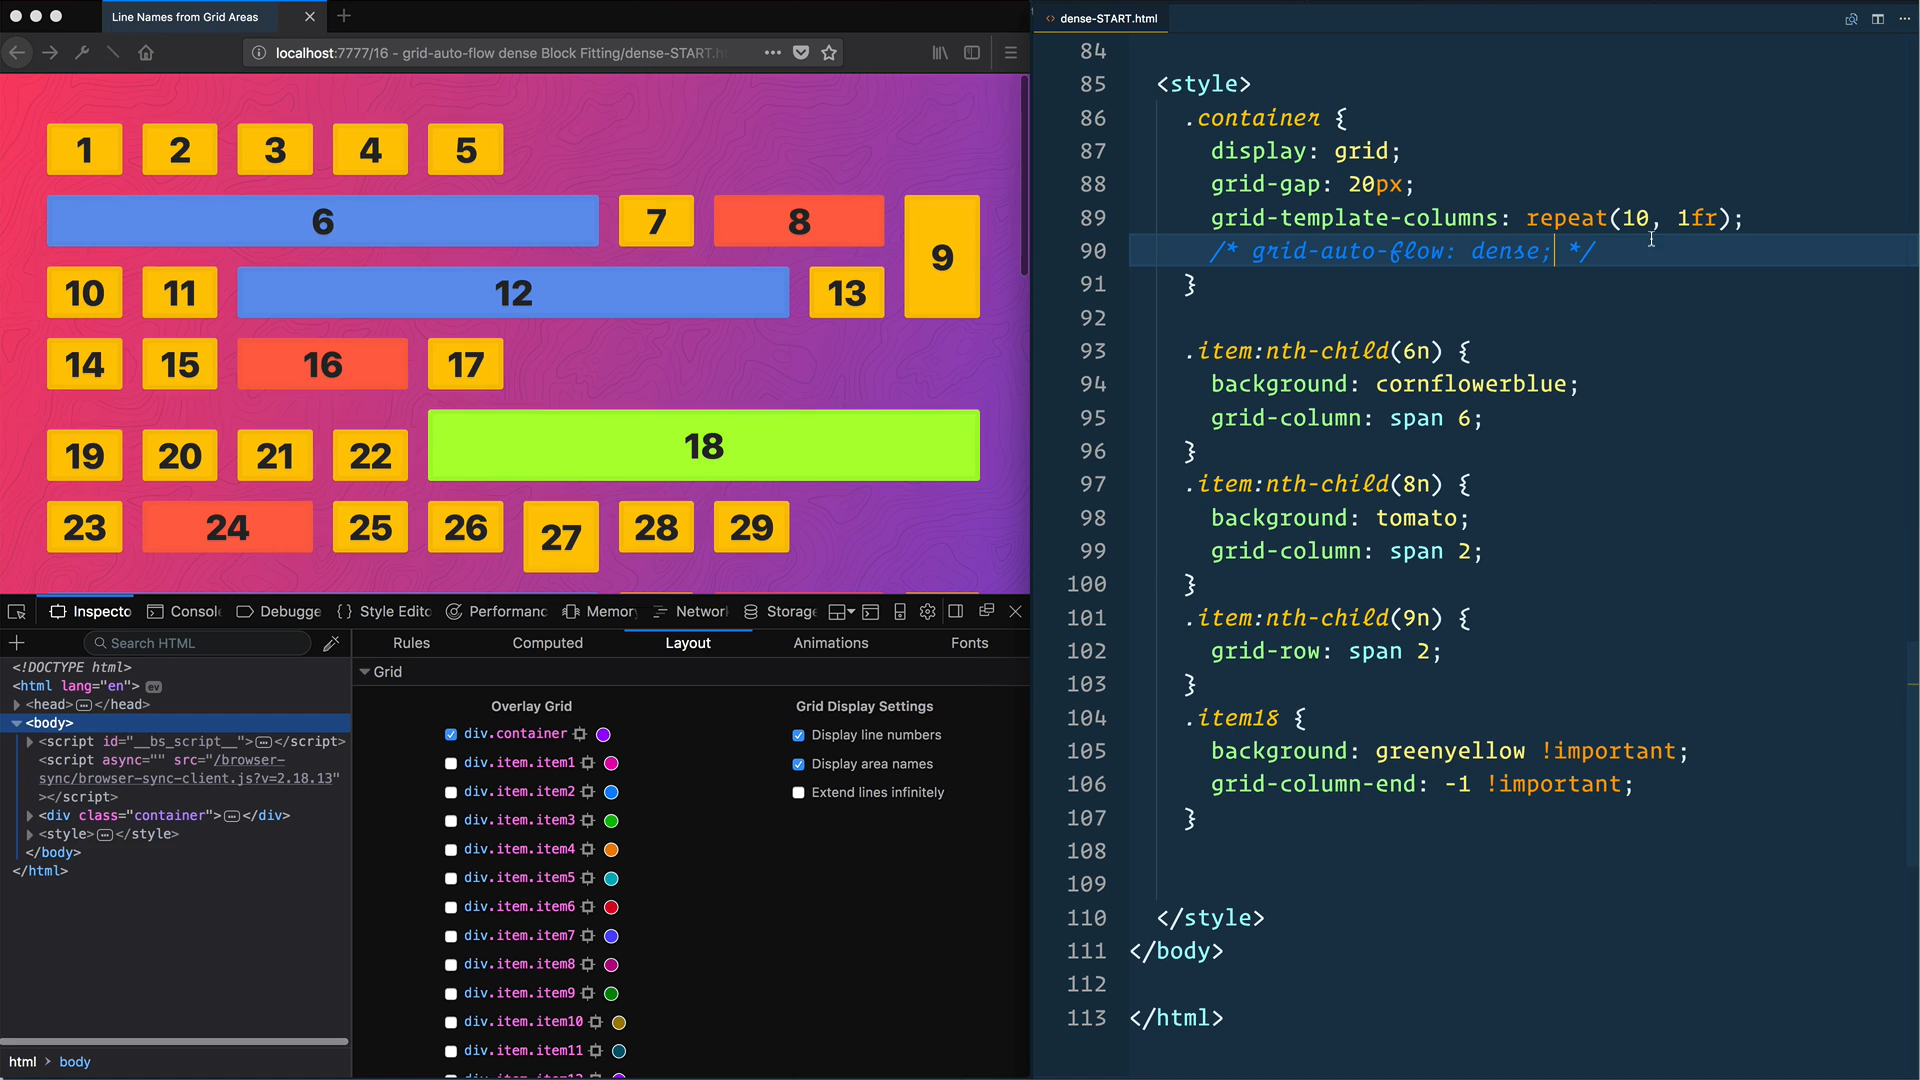 Line Names from Grid Areas
localhost:7777/16 - grid-auto-flow dense Block Fitting/dense-START.h
1 2 3 4 5
6 7 8 9
10 11 12 13
14 15 16 17
18
19 20 21 22
23 24 25 26 27 28 29
Inspecto Consol Debugge Style Edito Performanc Memor Networ Storag
Search HTML
Rules Computed Layout Animations Fonts
<!DOCTYPE html>
<html lang="en"> ev
<head> </head>
<body>
<script id="__bs_script__"> </script>
<script async="" src="/browser-
sync/browser-sync-client.js?v=2.18.13"
></script>
<div class="container"> </div>
<style> </style>
</body>
</html>
html > body
Grid
Overlay Grid
div.container
div.item.item1
div.item.item2
div.item.item3
div.item.item4
div.item.item5
div.item.item6
div.item.item7
div.item.item8
div.item.item9
div.item.item10
div.item.item11
Grid Display Settings
Display line numbers
Display area names
Extend lines infinitely
dense-START.html
84
85 <style>
86 .container {
87 display: grid;
88 grid-gap: 20px;
89 grid-template-columns: repeat(10, 1fr);
90 /* grid-auto-flow: dense; */
91 }
92
93 .item:nth-child(6n) {
94 background: cornflowerblue;
95 grid-column: span 6;
96 }
97 .item:nth-child(8n) {
98 background: tomato;
99 grid-column: span 2;
100 }
101 .item:nth-child(9n) {
102 grid-row: span 2;
103 }
104 .item18 {
105 background: greenyellow !important;
106 grid-column-end: -1 !important;
107 }
108
109
110 </style>
111 </body>
112
113 </html>